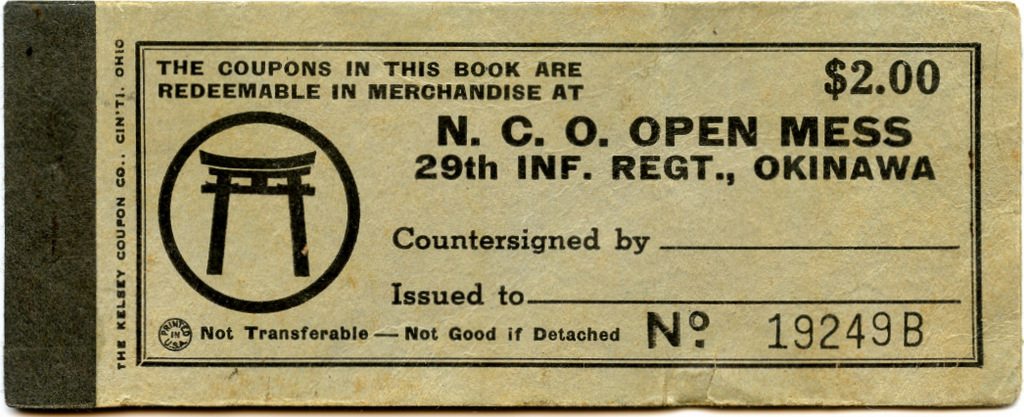 THE KELSEY COUPON CO., CIN'TI, OHIO
THE COUPONS IN THIS BOOK ARE
REDEEMABLE IN MERCHANDISE AT
$2.00
N. C. O. OPEN MESS
29th INF. REGT., OKINAWA
Countersigned by
Issued to
PRINTED IN U.S.A.
Not Transferable — Not Good if Detached
Nº. 19249B